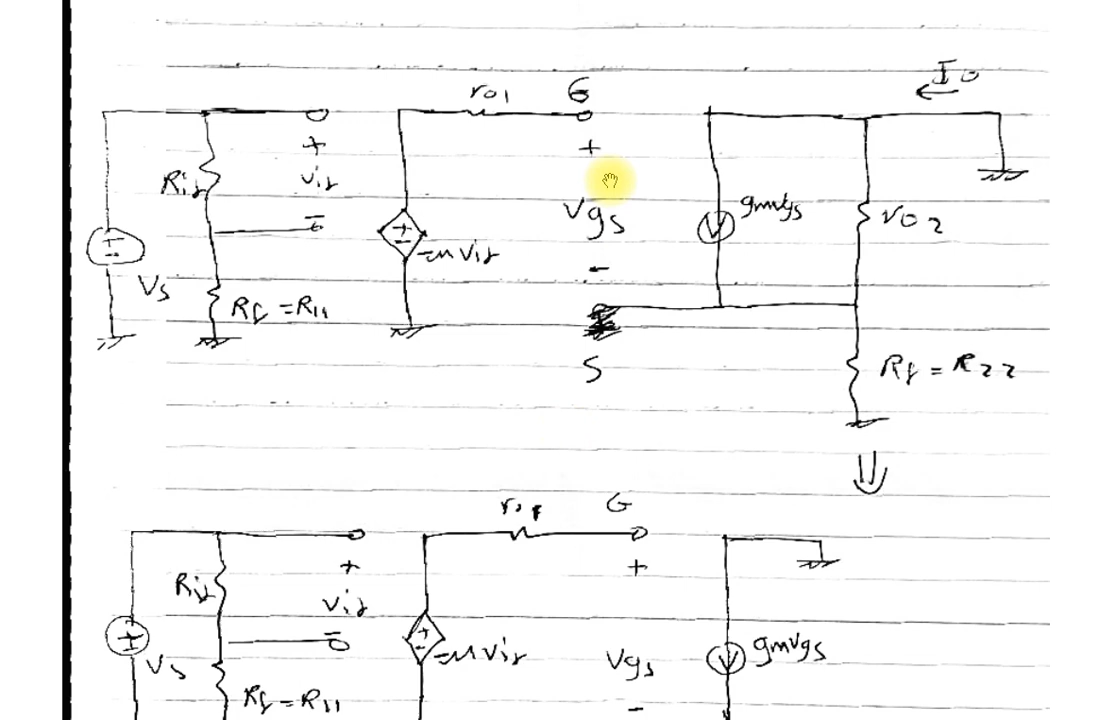 I0
ro1 G
+ +
Rid vid gmvgs ro2
Vgs
- -
Vs =μvid
Rf = R11
S Rf = R22
ro1 G
+ +
Rid vid
- gmvgs
Vs =μvid Vgs
Rf = R11 -